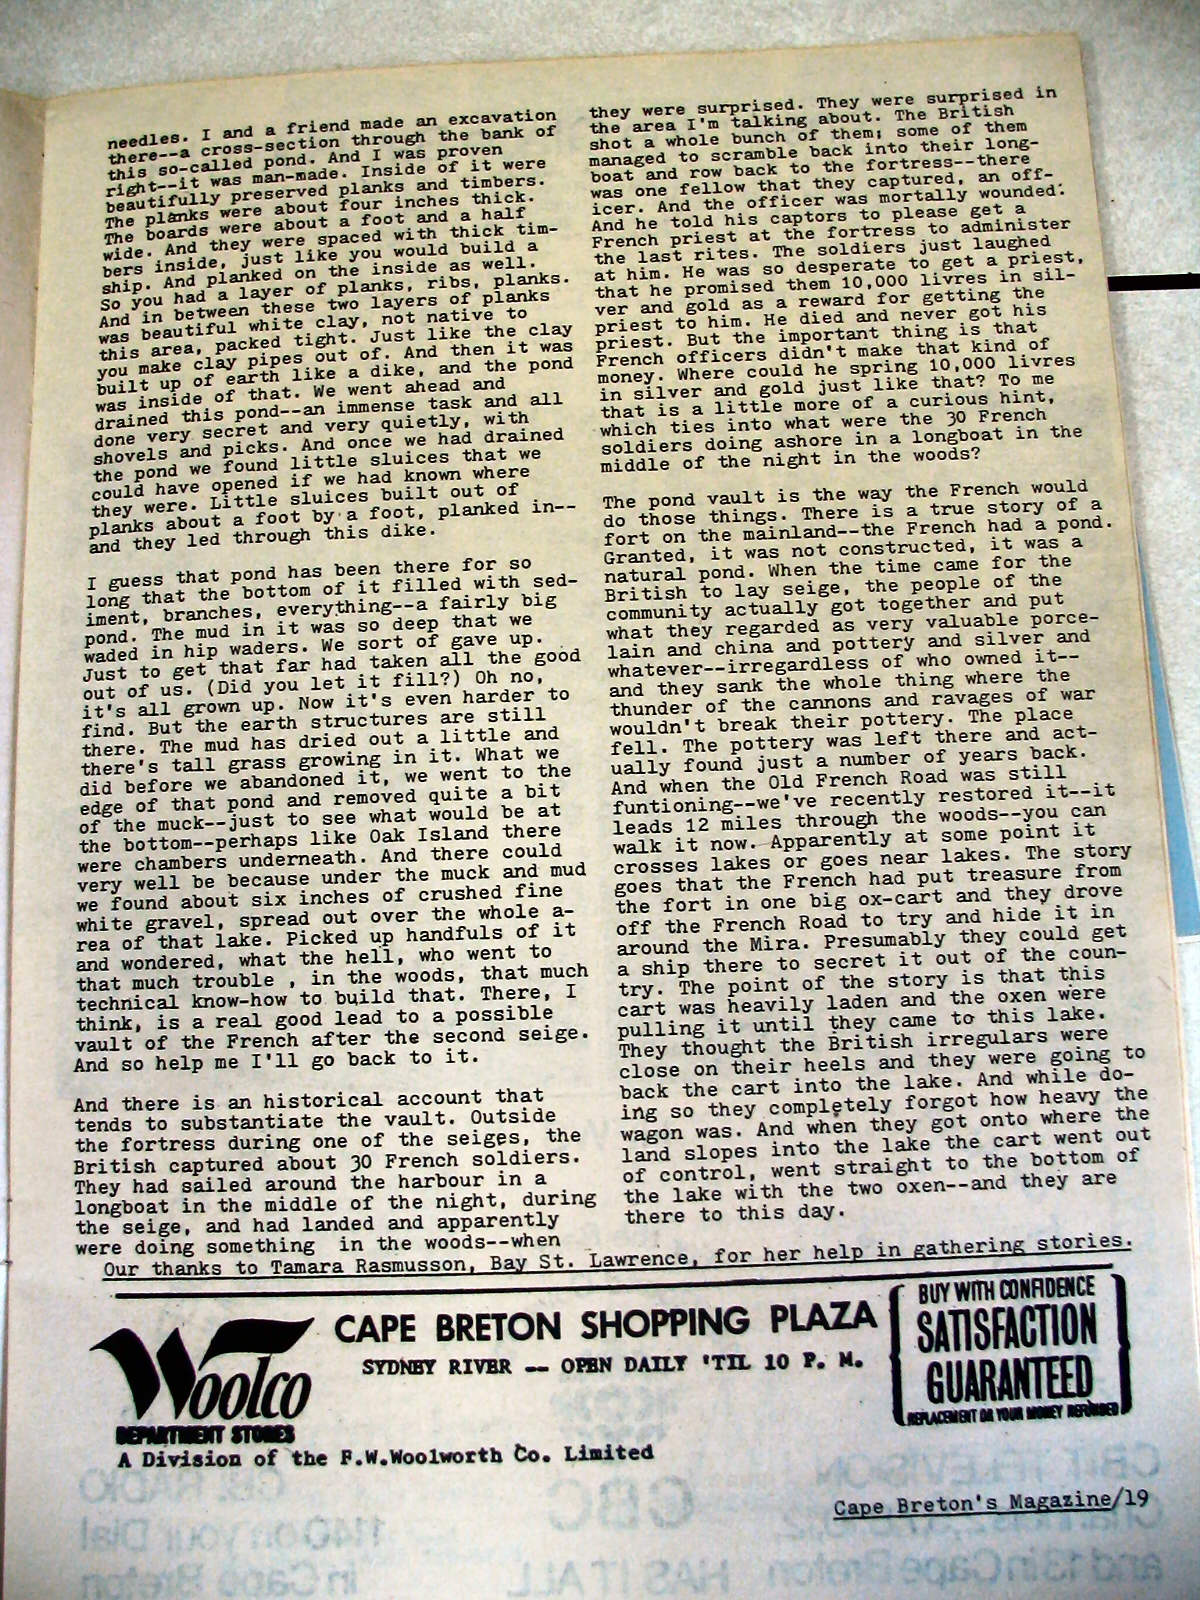 needles. I and a friend made an excavation
there--a cross-section through the bank of
this so-called pond. And I was proven
right--it was man-made. Inside of it were
beautifully preserved planks and timbers.
The planks were about four inches thick.
The boards were about a foot and a half
wide. And they were spaced with thick tim-
bers inside, just like you would build a
ship. And planked on the inside as well.
So you had a layer of planks, ribs, planks.
And in between these two layers of planks
was beautiful white clay, not native to
this area, packed tight. Just like the clay
you make clay pipes out of. And then it was
built up of earth like a dike, and the pond
was inside of that. We went ahead and
drained this pond--an immense task and all
done very secret and very quietly, with
shovels and picks. And once we had drained
the pond we found little sluices that we
could have opened if we had known where
they were. Little sluices built out of
planks about a foot by a foot, planked in--
and they led through this dike.
I guess that pond has been there for so
long that the bottom of it filled with sed-
iment, branches, everything--a fairly big
pond. The mud in it was so deep that we
waded in hip waders. We sort of gave up.
Just to get that far had taken all the good
out of us. (Did you let it fill?) Oh no,
it's all grown up. Now it's even harder to
find. But the earth structures are still
there. The mud has dried out a little and
there's tall grass growing in it. What we
did before we abandoned it, we went to the
edge of that pond and removed quite a bit
of the muck--just to see what would be at
the bottom--perhaps like Oak Island there
were chambers underneath. And there could
very well be because under the muck and mud
we found about six inches of crushed fine
white gravel, spread out over the whole a-
rea of that lake. Picked up handfuls of it
and wondered, what the hell, who went to
that much trouble , in the woods, that much
technical know-how to build that. There, I
think, is a real good lead to a possible
vault of the French after the second seige.
And so help me I'll go back to it.
And there is an historical account that
tends to substantiate the vault. Outside
the fortress during one of the seiges, the
British captured about 30 French soldiers.
They had sailed around the harbour in a
longboat in the middle of the night, during
the seige, and had landed and apparently
were doing something in the woods--when
they were surprised. They were surprised in
the area I'm talking about. The British
shot a whole bunch of them; some of them
managed to scramble back into their long-
boat and row back to the fortress--there
was one fellow that they captured, an off-
icer. And the officer was mortally wounded.
And he told his captors to please get a
French priest at the fortress to administer
the last rites. The soldiers just laughed
at him. He was so desperate to get a priest,
that he promised them 10,000 livres in sil-
ver and gold as a reward for getting the
priest to him. He died and never got his
priest. But the important thing is that
French officers didn't make that kind of
money. Where could he spring 10,000 livres
in silver and gold just like that? To me
that is a little more of a curious hint,
which ties into what were the 30 French
soldiers doing ashore in a longboat in the
middle of the night in the woods?
The pond vault is the way the French would
do those things. There is a true story of a
fort on the mainland--the French had a pond.
Granted, it was not constructed, it was a
natural pond. When the time came for the
British to lay seige, the people of the
community actually got together and put
what they regarded as very valuable porce-
lain and china and pottery and silver and
whatever--irregardless of who owned it--
and they sank the whole thing where the
thunder of the cannons and ravages of war
wouldn't break their pottery. The place
fell. The pottery was left there and act-
ually found just a number of years back.
And when the Old French Road was still
funtioning--we've recently restored it--it
leads 12 miles through the woods--you can
walk it now. Apparently at some point it
crosses lakes or goes near lakes. The story
goes that the French had put treasure from
the fort in one big ox-cart and they drove
off the French Road to try and hide it in
around the Mira. Presumably they could get
a ship there to secret it out of the coun-
try. The point of the story is that this
cart was heavily laden and the oxen were
pulling it until they came to this lake.
They thought the British irregulars were
close on their heels and they were going to
back the cart into the lake. And while do-
ing so they completely forgot how heavy the
wagon was. And when they got onto where the
land slopes into the lake the cart went out
of control, went straight to the bottom of
the lake with the two oxen--and they are
there to this day.
Our thanks to Tamara Rasmusson, Bay St. Lawrence, for her help in gathering stories.
Woolco
DEPARTMENT STORES
CAPE BRETON SHOPPING PLAZA
SYDNEY RIVER -- OPEN DAILY 'TIL 10 P. M.
BUY WITH CONFIDENCE
SATISFACTION
GUARANTEED
REPLACEMENT OR YOUR MONEY REFUNDED
A Division of the F.W.Woolworth Co. Limited
Cape Breton's Magazine/19
CBC
HAS IT ALL
CBI RADIO
1140 on your Dial
in Cape Breton
CBIT TELEVISION
and 13 in Cape Breton